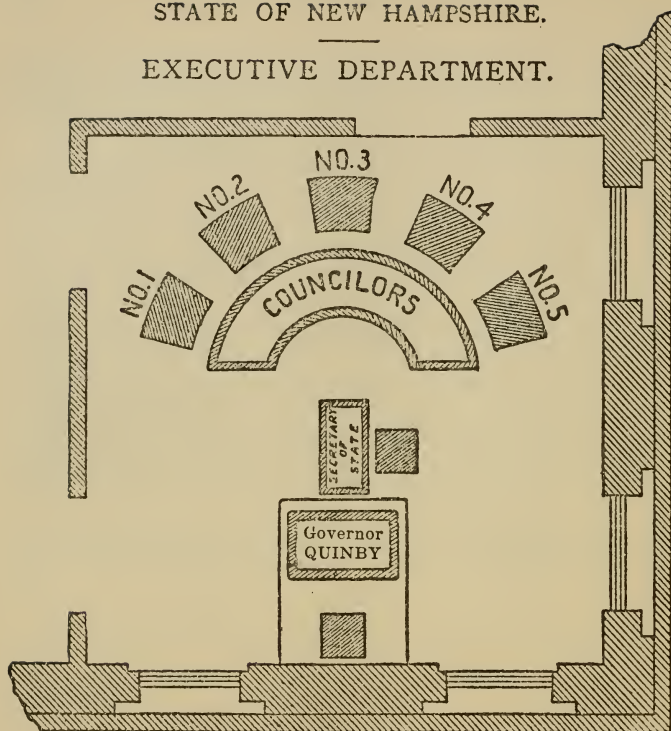 STATE OF NEW HAMPSHIRE.
EXECUTIVE DEPARTMENT.
NO.1
NO.2
NO.3
NO.4
NO.5
COUNCILORS
SECRETARY
OF
STATE
Governor
QUINBY